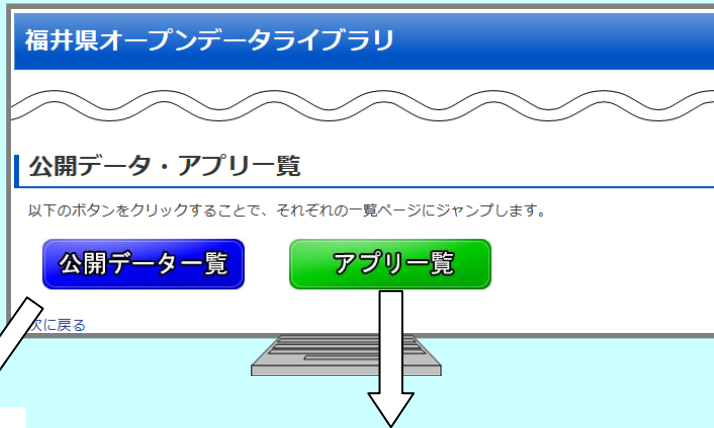 福井県オープンデータライブラリ
公開データ・アプリ一覧
以下のボタンをクリックすることで、それぞれの一覧ページにジャンプします。
公開データ一覧
アプリ一覧
次に戻る